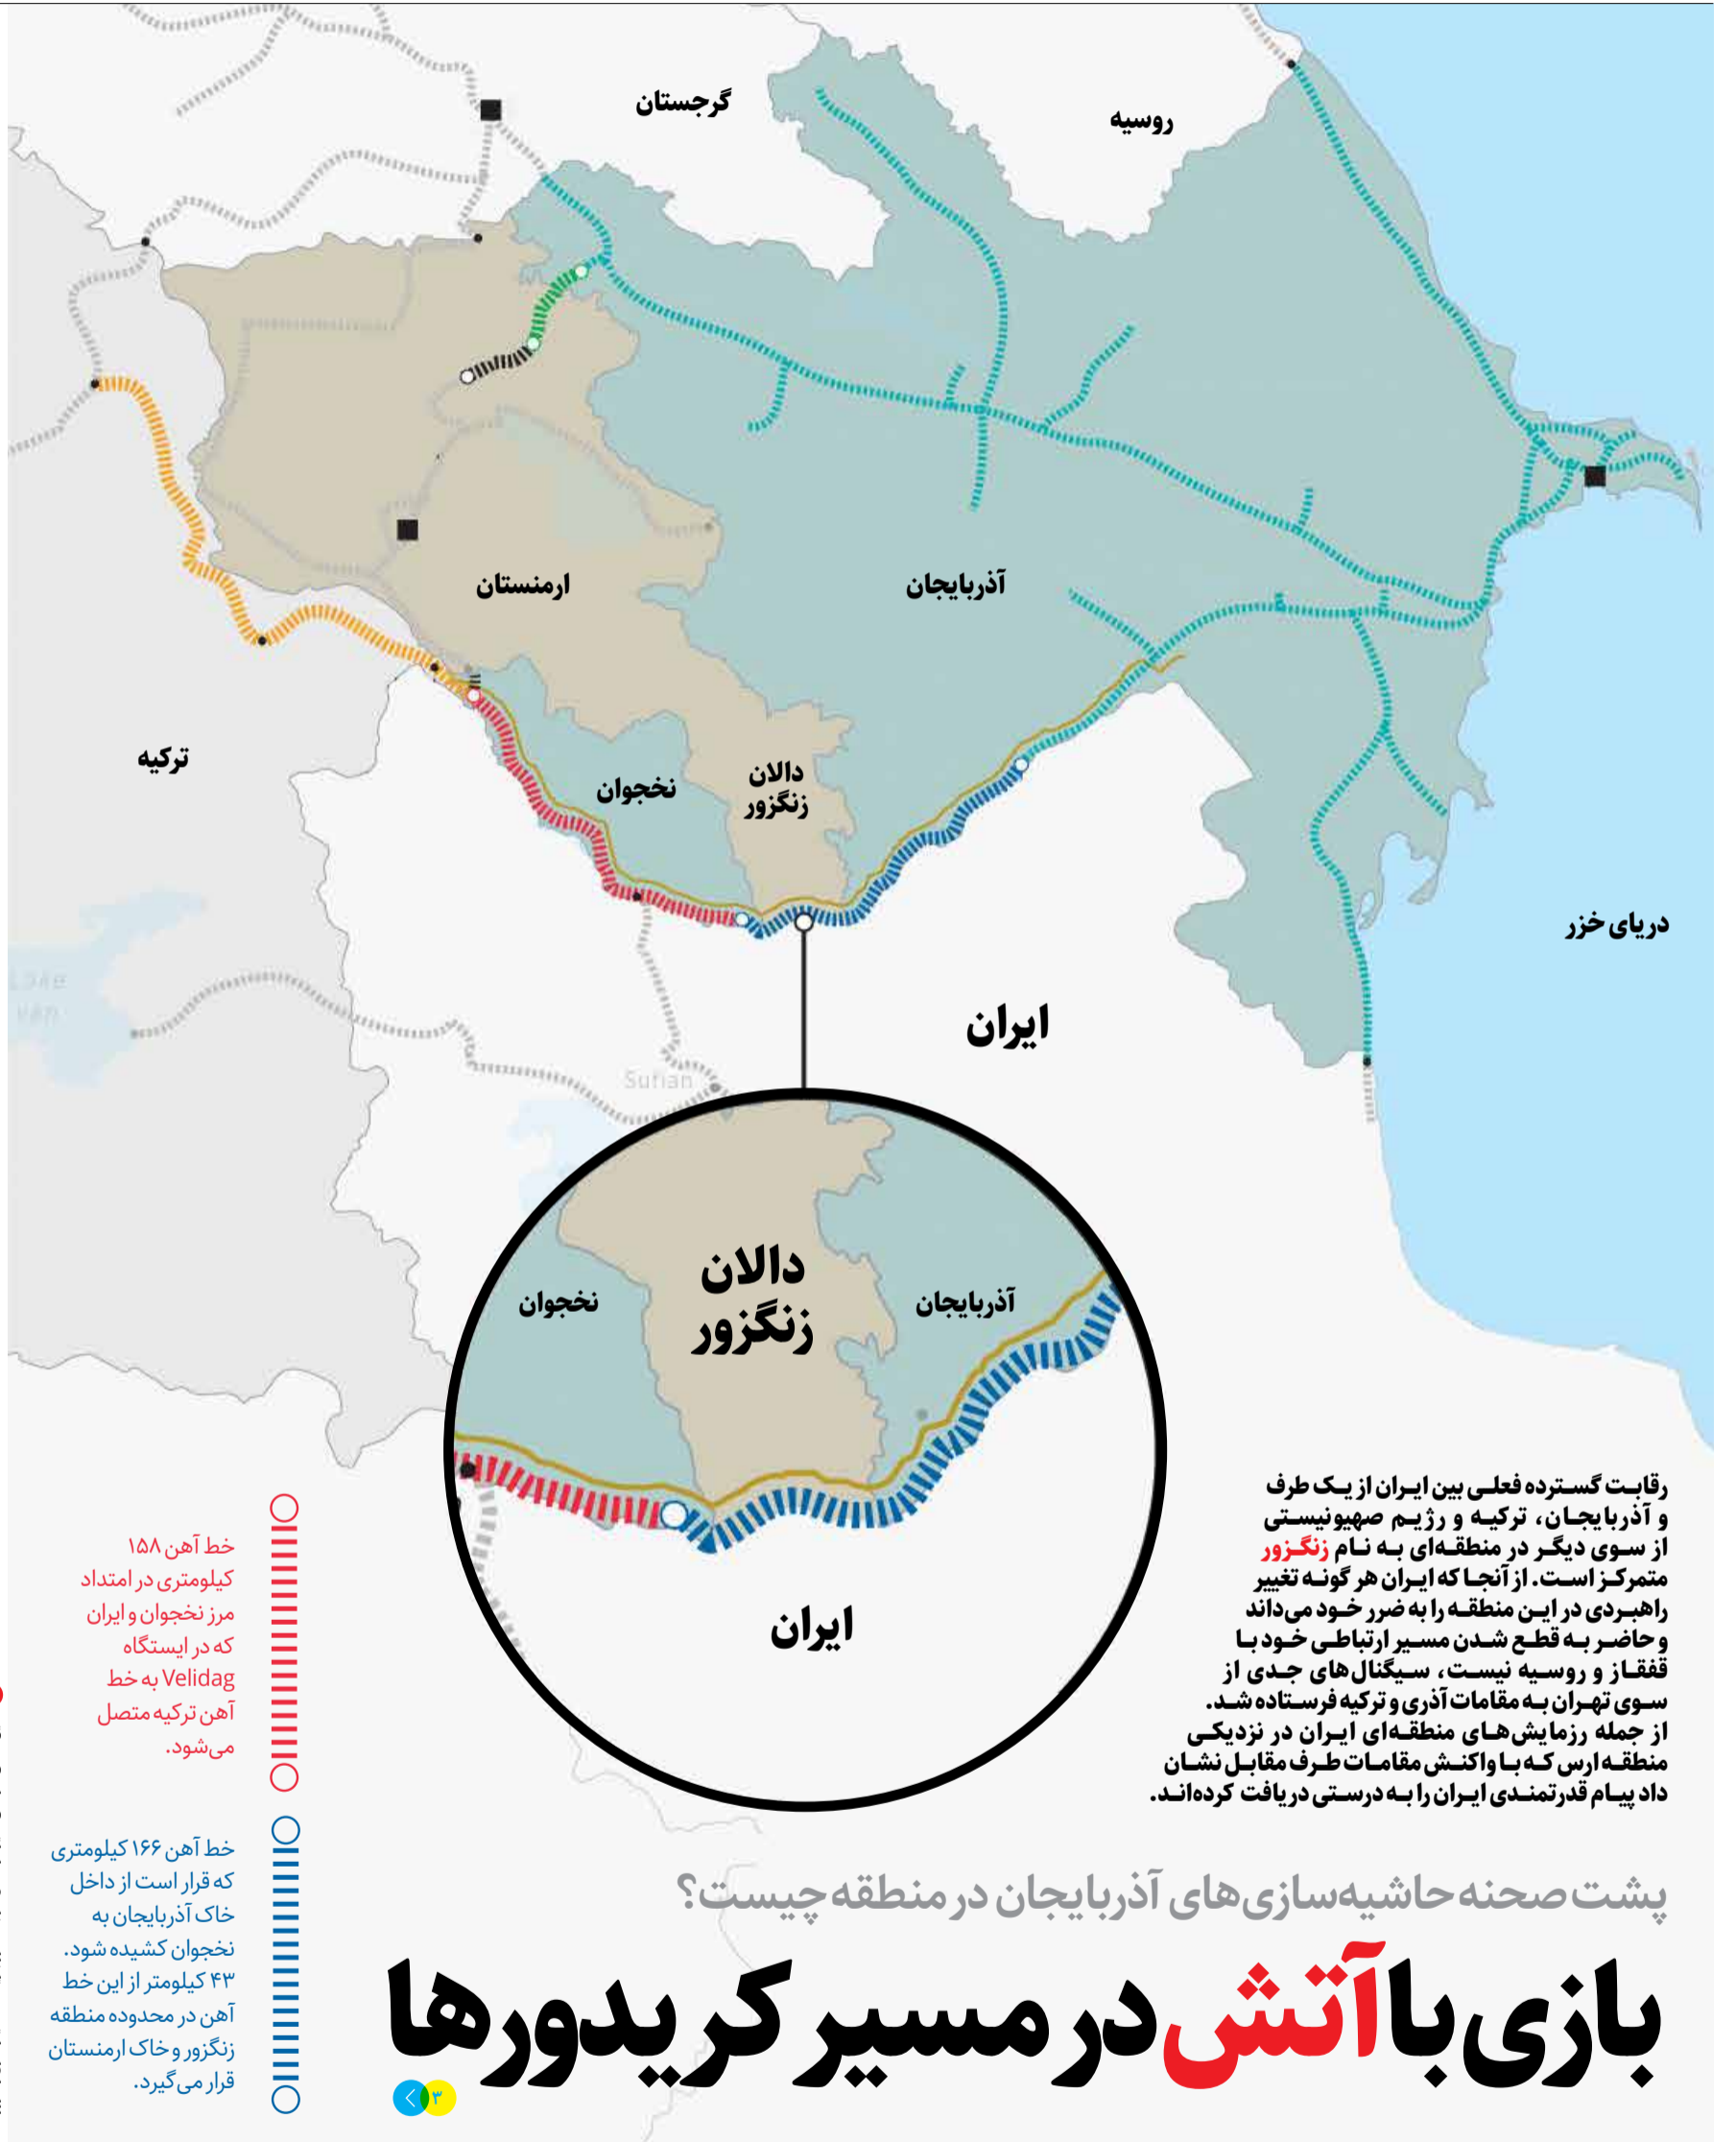 گرجستان
روسیه
ارمنستان
آذربایجان
ترکیه
نخجوان
دالان
زنگزور
دریای خزر
Lake
Van
ایران
Sufian
دالان
زنگزور
نخجوان
آذربایجان
ایران
رقابت گسترده فعلی بین ایران از یک طرف
و آذربایجان، ترکیه و رژیم صهیونیستی
از سوی دیگر در منطقه‌ای به نام زنگزور
متمرکز است. از آنجا که ایران هر گونه تغییر
راهبردی در این منطقه را به ضرر خود می‌داند
و حاضر به قطع شدن مسیر ارتباطی خود با
قفقاز و روسیه نیست، سیگنال‌های جدی از
سوی تهران به مقامات آذری و ترکیه فرستاده شد.
از جمله رزمایش‌های منطقه‌ای ایران در نزدیکی
منطقه ارس که با واکنش مقامات طرف مقابل نشان
داد پیام قدرتمندی ایران را به درستی دریافت کرده‌اند.
خط آهن ۱۵۸
کیلومتری در امتداد
مرز نخجوان و ایران
که در ایستگاه
Velidag به خط
آهن ترکیه متصل
می‌شود.
خط آهن ۱۶۶ کیلومتری
که قرار است از داخل
خاک آذربایجان به
نخجوان کشیده شود.
۴۳ کیلومتر از این خط
آهن در محدوده منطقه
زنگزور و خاک ارمنستان
قرار می‌گیرد.
پشت صحنه حاشیه‌سازی‌های آذربایجان در منطقه چیست؟
بازی با آتش در مسیر کریدورها
۳